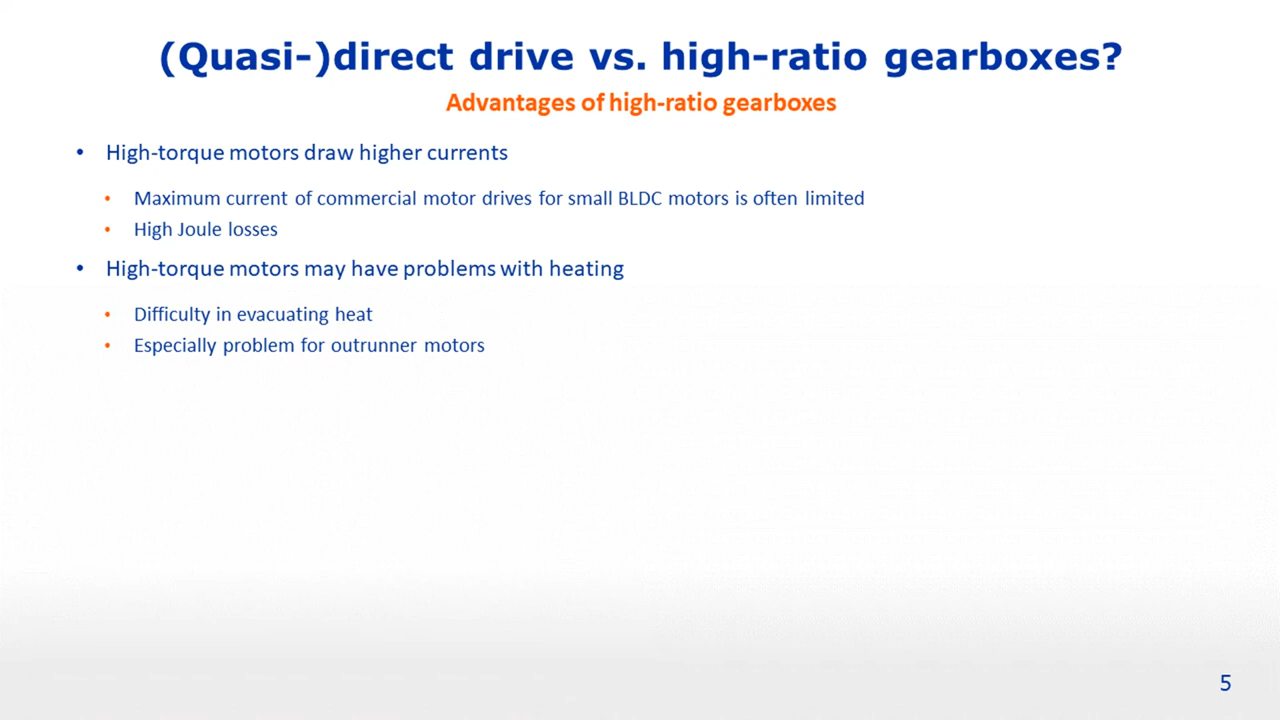 (Quasi-)direct drive vs. high-ratio gearboxes?
Advantages of high-ratio gearboxes
• High-torque motors draw higher currents
• Maximum current of commercial motor drives for small BLDC motors is often limited
• High Joule losses
• High-torque motors may have problems with heating
• Difficulty in evacuating heat
• Especially problem for outrunner motors
5